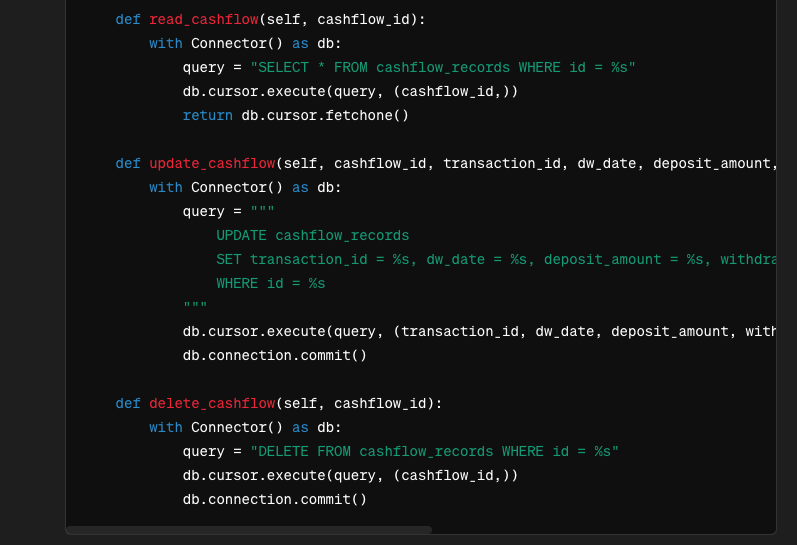 def read_cashflow(self, cashflow_id):
with Connector() as db:
query = "SELECT * FROM cashflow_records WHERE id = %s"
db.cursor.execute(query, (cashflow_id,))
return db.cursor.fetchone()
def update_cashflow(self, cashflow_id, transaction_id, dw_date, deposit_amount,
with Connector() as db:
query = """
UPDATE cashflow_records
SET transaction_id = %s, dw_date = %s, deposit_amount = %s, withdra
WHERE id = %s
"""
db.cursor.execute(query, (transaction_id, dw_date, deposit_amount, with
db.connection.commit()
def delete_cashflow(self, cashflow_id):
with Connector() as db:
query = "DELETE FROM cashflow_records WHERE id = %s"
db.cursor.execute(query, (cashflow_id,))
db.connection.commit()